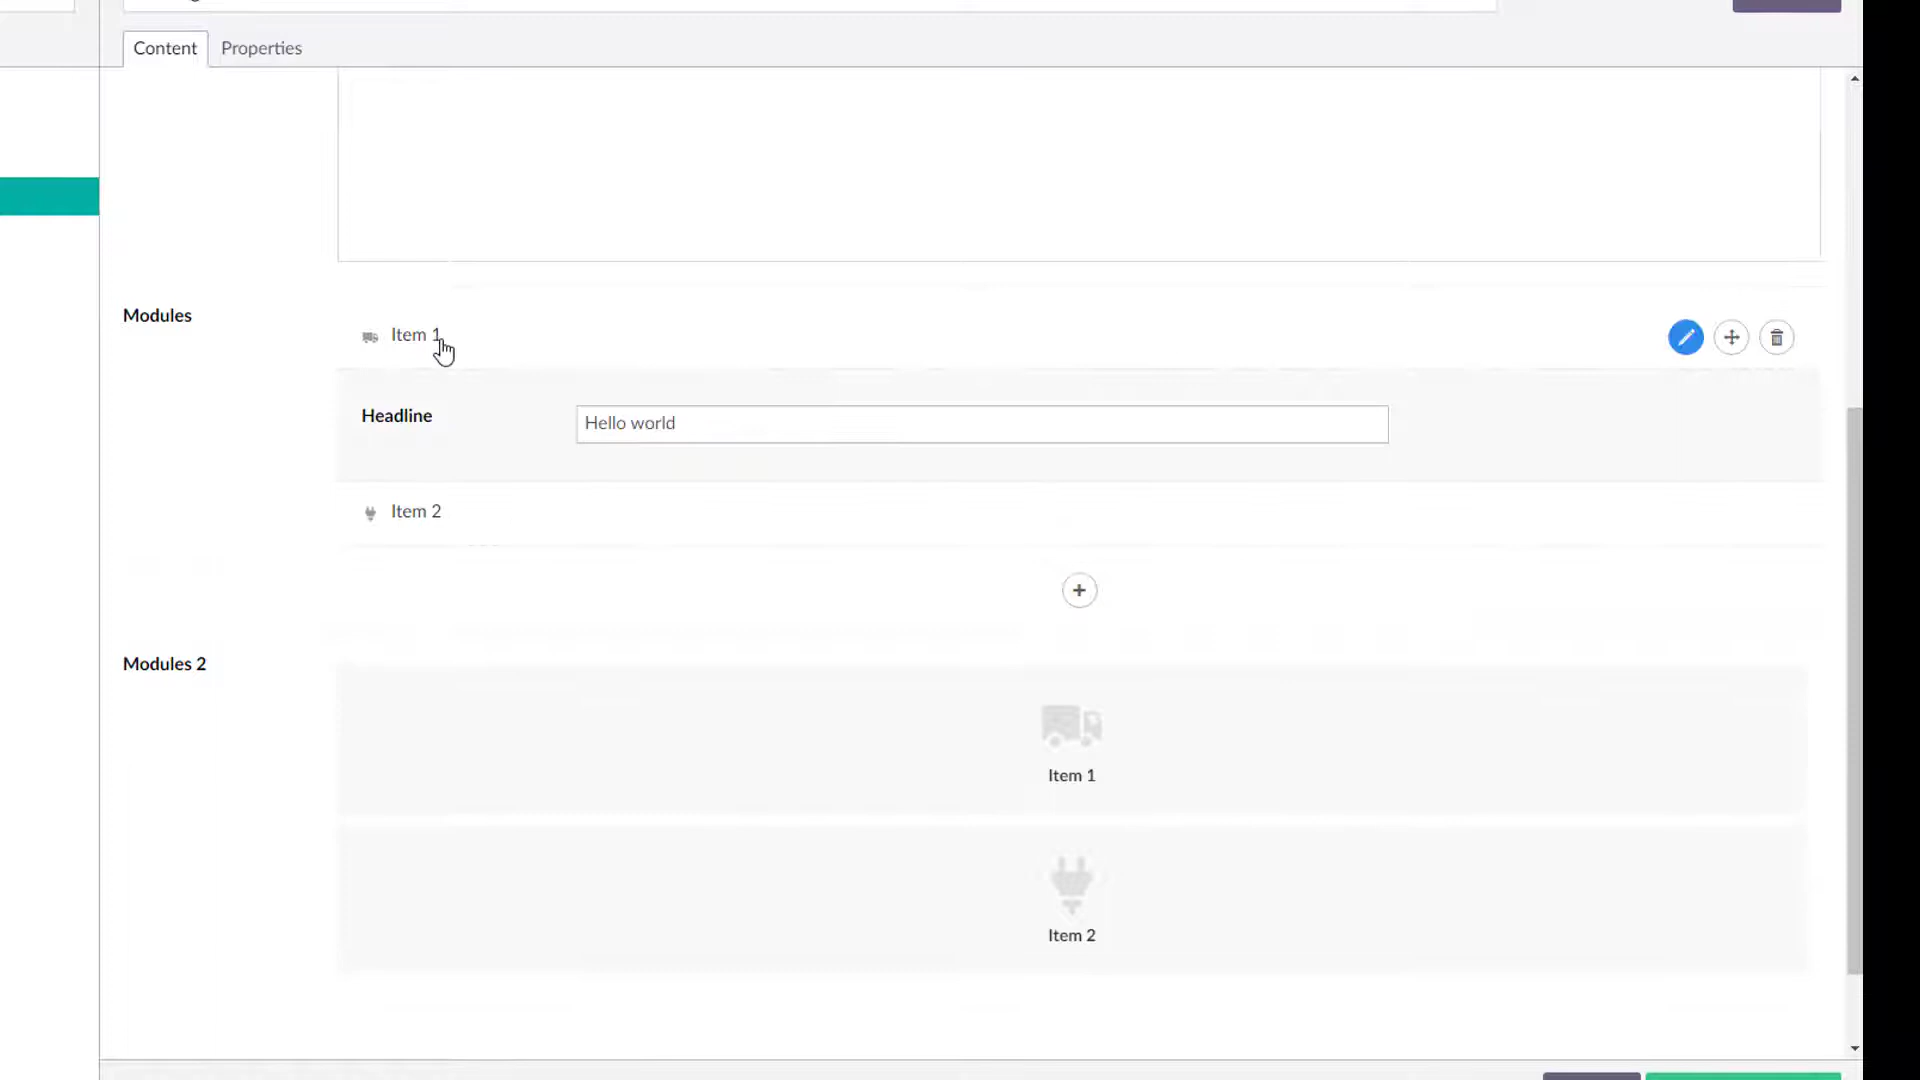 Content Properties
Modules
Item 1
Headline
Hello world
Item 2
Modules 2
Item 1
Item 2